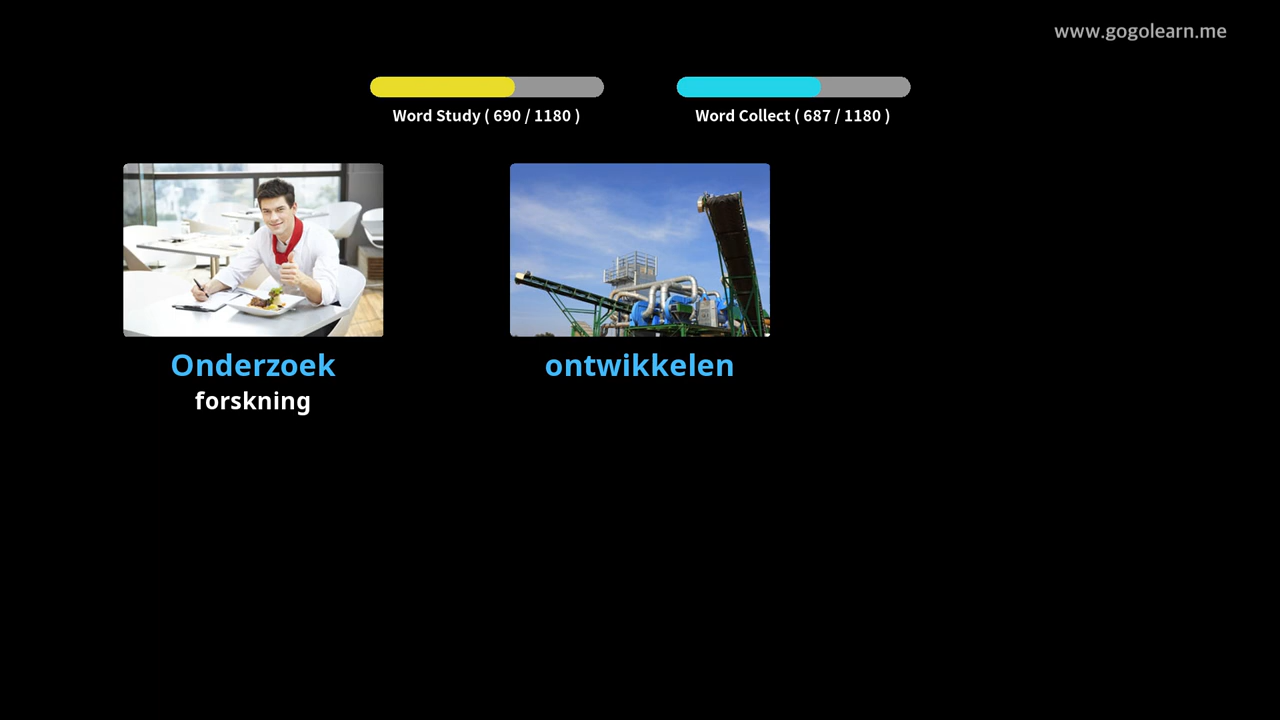 www.gogolearn.me
Word Study ( 690 / 1180 )
Word Collect ( 687 / 1180 )
Onderzoek
forskning
ontwikkelen